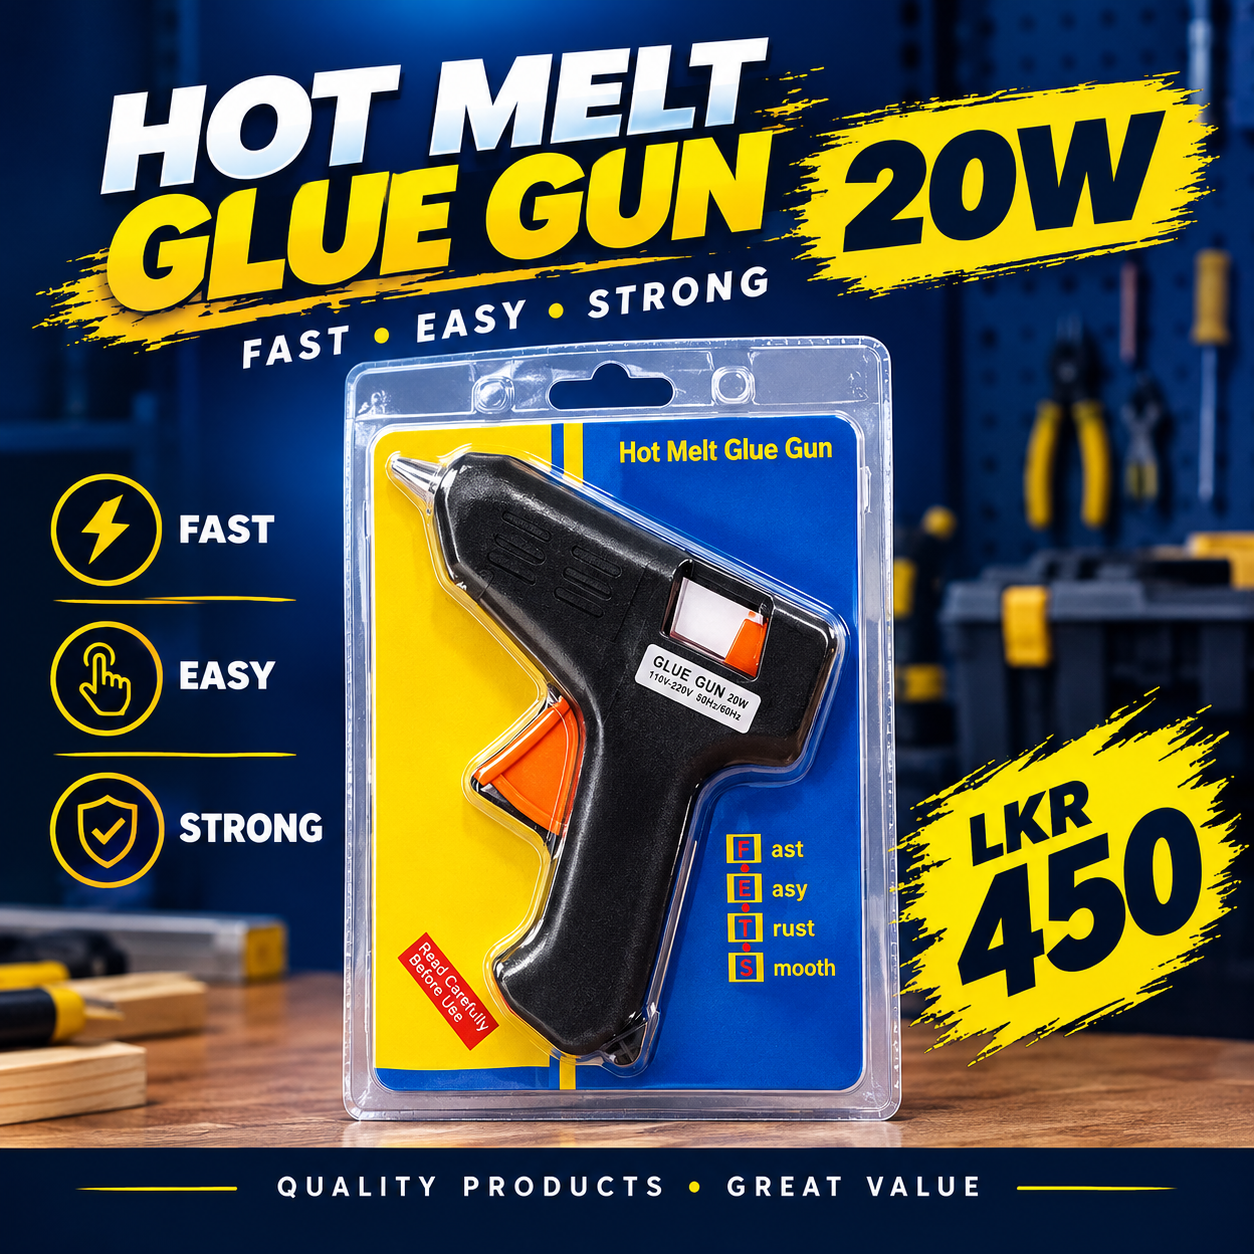 HOT MELT
GLUE GUN
20W
FAST • EASY • STRONG
Hot Melt Glue Gun
FAST
EASY
STRONG
GLUE GUN 20W
110V-220V 50Hz/60Hz
F ast
E asy
T rust
S mooth
Read Carefully
Before Use
LKR
450
QUALITY PRODUCTS • GREAT VALUE